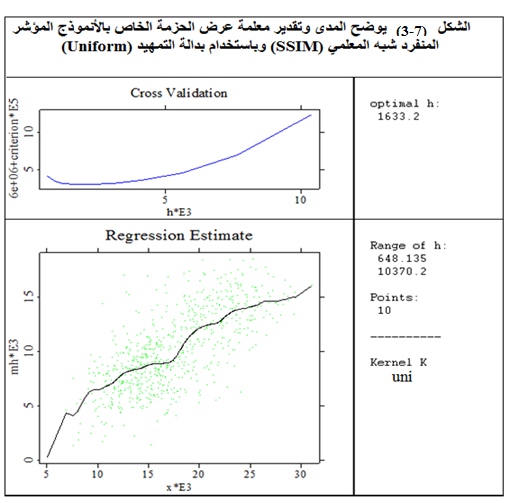 الشكل (3-7) يوضح المدى وتقدير معلمة عرض الحزمة الخاص بالأنموذج المؤشر
المنفرد شبه المعلمي (SSIM) وباستخدام بدالة التمهيد (Uniform)
Cross Validation
6e+06+criterion*E5
10
5
5
10
h*E3
optimal h:
1633.2
Regression Estimate
mh*E3
15
10
5
0
5
10
15
20
25
30
x*E3
Range of h:
648.135
10370.2
Points:
10
----------
Kernel K
uni